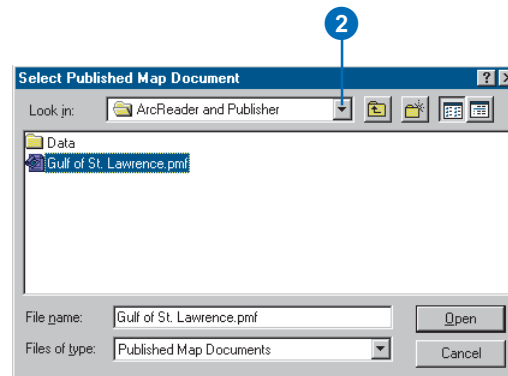 2
Select Published Map Document
Look in: ArcReader and Publisher
Data
Gulf of St. Lawrence.pmf
File name: Gulf of St. Lawrence.pmf Open
Files of type: Published Map Documents Cancel